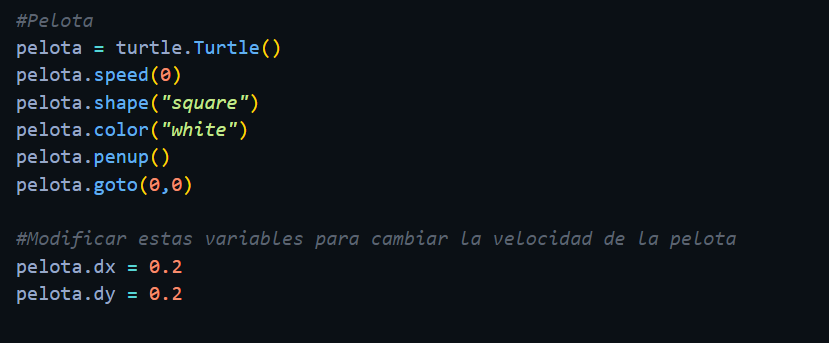 #Pelota
pelota = turtle.Turtle()
pelota.speed(0)
pelota.shape("square")
pelota.color("white")
pelota.penup()
pelota.goto(0,0)
#Modificar estas variables para cambiar la velocidad de la pelota
pelota.dx = 0.2
pelota.dy = 0.2